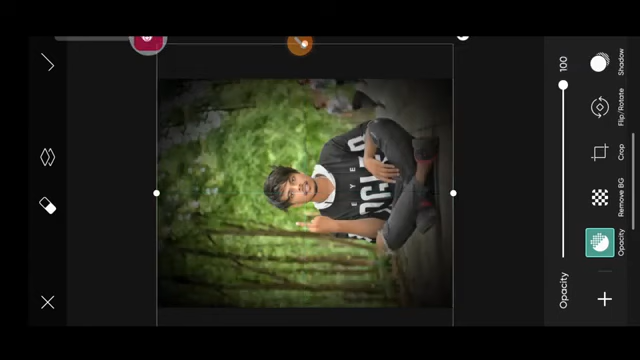 Shadow
Flip/Rotate
Crop
Remove BG
Opacity
100
Opacity
E Y E